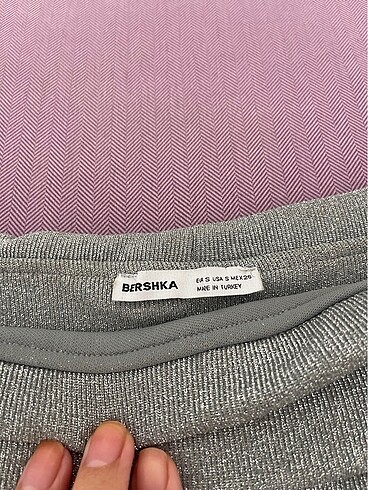 BERSHKA
EUR S USA S MEX 26
MADE IN TURKEY